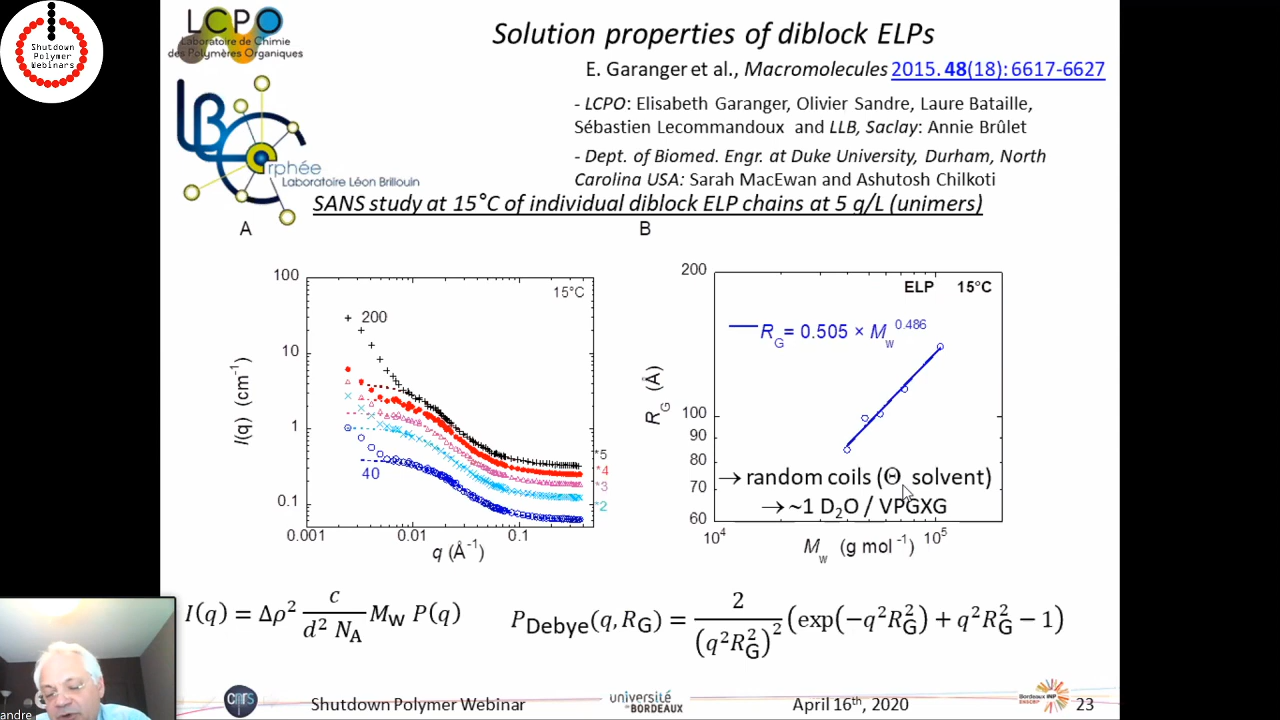 Shutdown
Polymer
Webinars
LCPO
Laboratoire de Chimie
des Polymères Organiques
Solution properties of diblock ELPs
E. Garanger et al., Macromolecules 2015. 48(18): 6617-6627
- LCPO: Elisabeth Garanger, Olivier Sandre, Laure Bataille,
Sébastien Lecommandoux and LLB, Saclay: Annie Brûlet
- Dept. of Biomed. Engr. at Duke University, Durham, North
Carolina USA: Sarah MacEwan and Ashutosh Chilkoti
LLB
Orphée
Laboratoire Léon Brillouin
SANS study at 15°C of individual diblock ELP chains at 5 g/L (unimers)
A
B
100
10
1
0.1
I(q) (cm⁻¹)
15°C
200
40
*5
*4
*3
*2
0.001
0.01
0.1
q (Å⁻¹)
200
100
90
80
70
60
R_G (Å)
ELP 15°C
R_G = 0.505 × M_w^0.486
→ random coils (Θ solvent)
→ ~1 D₂O / VPGXG
10⁴
10⁵
M_w (g mol⁻¹)
I(q) = Δρ² c/(d² N_A) M_w P(q)
P_Debye(q, R_G) = 2/(q²R_G²)² (exp(−q²R_G²) + q²R_G² − 1)
andre
cnrs
Shutdown Polymer Webinar
université
de BORDEAUX
April 16th, 2020
Bordeaux INP
ENSCBP
23